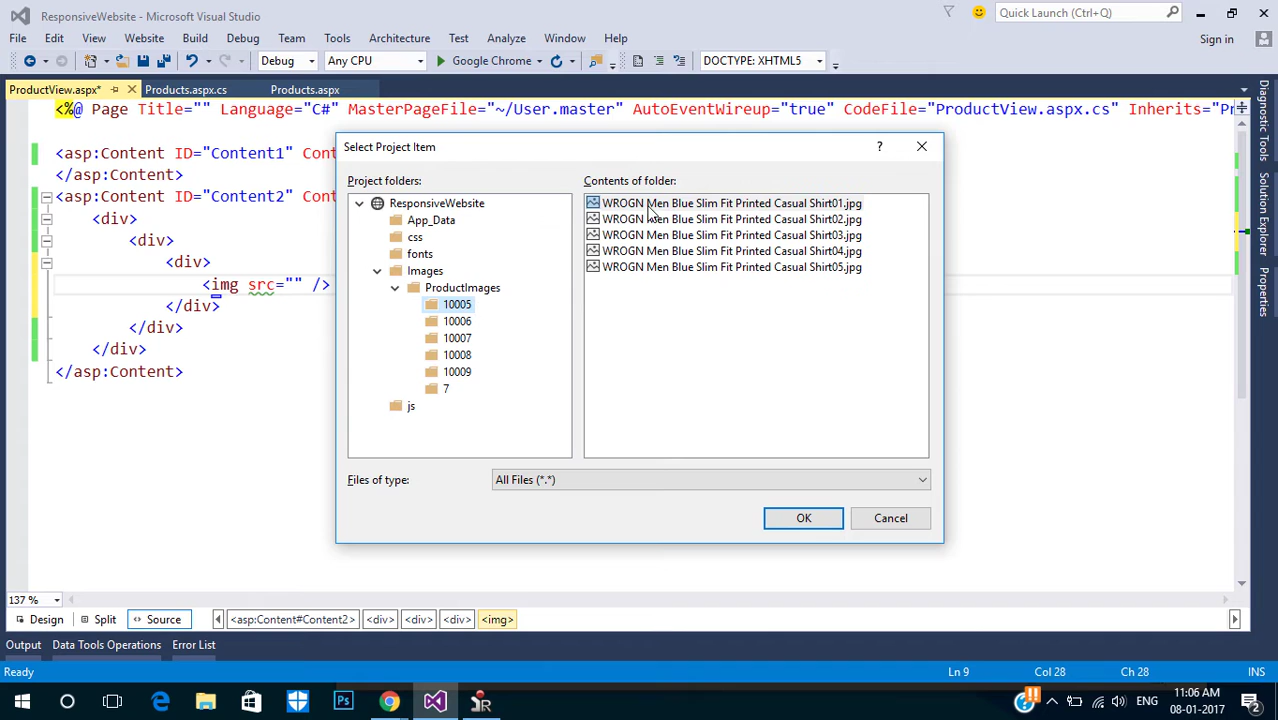 ResponsiveWebsite - Microsoft Visual Studio
Quick Launch (Ctrl+Q)
File Edit View Website Build Debug Team Tools Architecture Test Analyze Window Help Sign in
Debug Any CPU Google Chrome DOCTYPE: XHTML5
ProductView.aspx* Products.aspx.cs Products.aspx
<%@ Page Title="" Language="C#" MasterPageFile="~/User.master" AutoEventWireup="true" CodeFile="ProductView.aspx.cs" Inherits="Pr
<asp:Content ID="Content1" Cont
</asp:Content>
<asp:Content ID="Content2" Cont
<div>
<div>
<div>
<img src="" />
</div>
</div>
</div>
</asp:Content>
Select Project Item
?
Project folders:
ResponsiveWebsite
App_Data
css
fonts
Images
ProductImages
10005
10006
10007
10008
10009
7
js
Contents of folder:
WROGN Men Blue Slim Fit Printed Casual Shirt01.jpg
WROGN Men Blue Slim Fit Printed Casual Shirt02.jpg
WROGN Men Blue Slim Fit Printed Casual Shirt03.jpg
WROGN Men Blue Slim Fit Printed Casual Shirt04.jpg
WROGN Men Blue Slim Fit Printed Casual Shirt05.jpg
Files of type: All Files (*.*)
OK Cancel
Diagnostic Tools
Solution Explorer
Properties
137 %
Design Split Source <asp:Content#Content2> <div> <div> <div> <img>
Output Data Tools Operations Error List
Ready Ln 9 Col 28 Ch 28 INS
Ps ENG 11:06 AM
08-01-2017 2